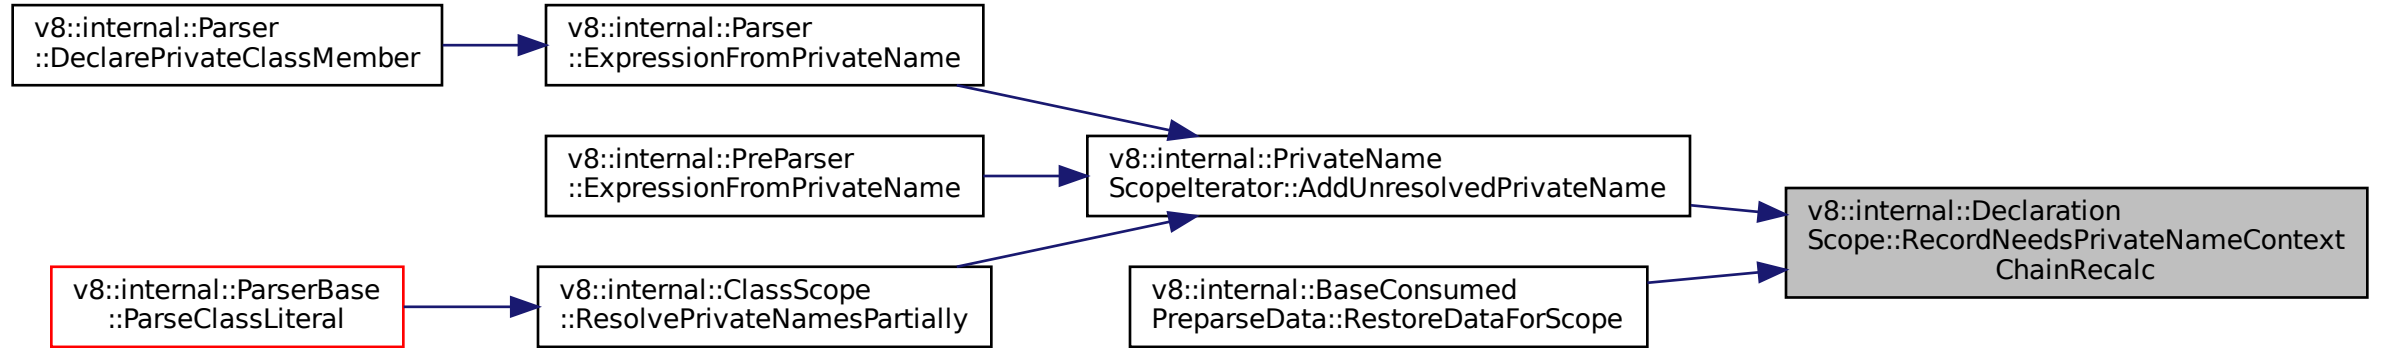 v8::internal::Parser
::DeclarePrivateClassMember
v8::internal::Parser
::ExpressionFromPrivateName
v8::internal::PreParser
::ExpressionFromPrivateName
v8::internal::PrivateName
ScopeIterator::AddUnresolvedPrivateName
v8::internal::Declaration
Scope::RecordNeedsPrivateNameContext
ChainRecalc
v8::internal::ParserBase
::ParseClassLiteral
v8::internal::ClassScope
::ResolvePrivateNamesPartially
v8::internal::BaseConsumed
PreparseData::RestoreDataForScope